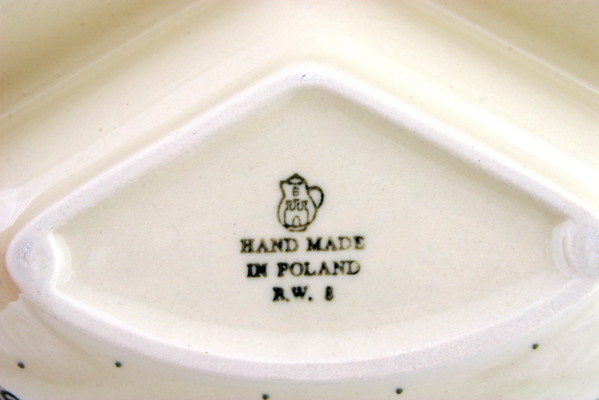 B
HAND MADE
IN POLAND
R.W. 8